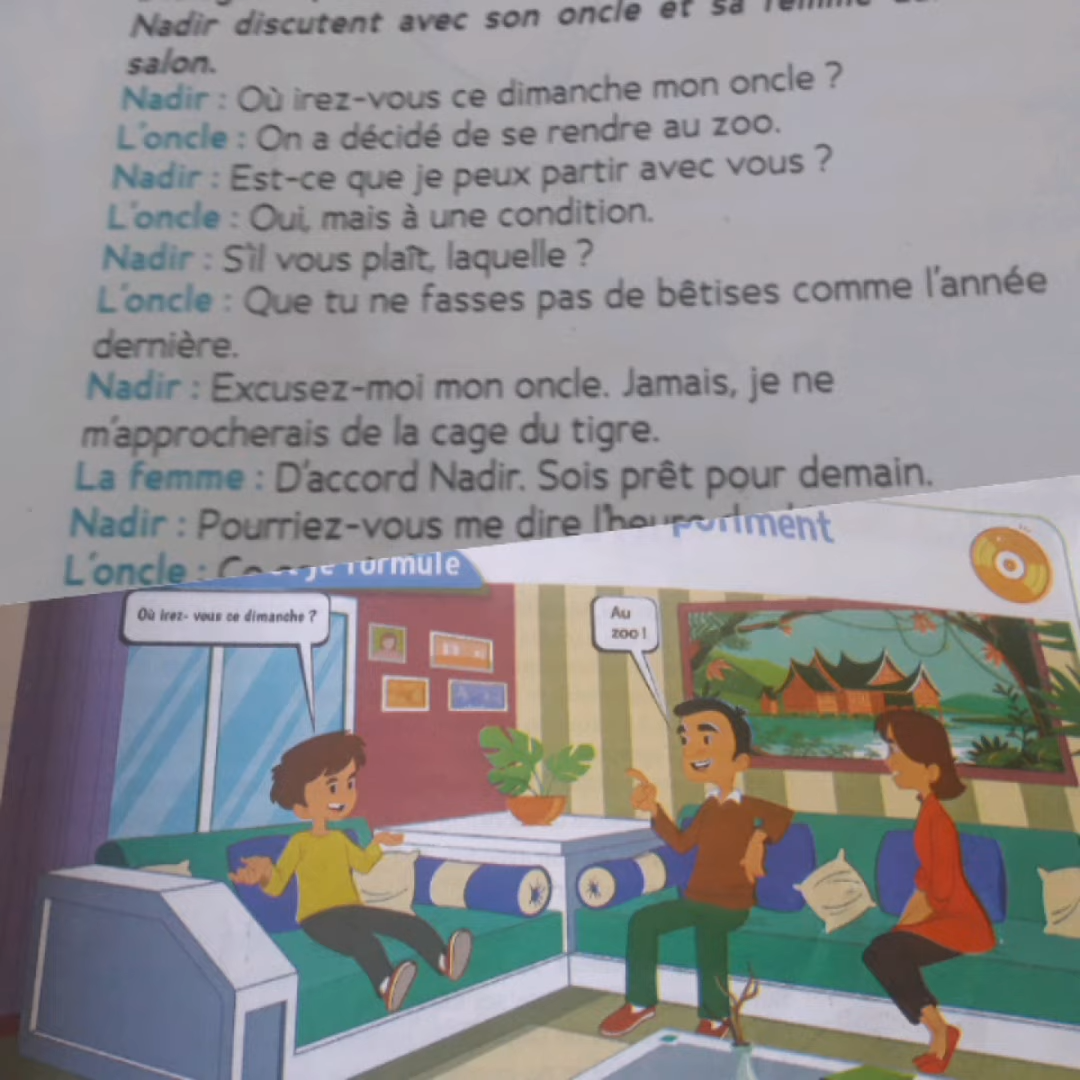 Nadir discutent avec son oncle et sa
salon.
Nadir : Où irez-vous ce dimanche mon oncle ?
L'oncle : On a décidé de se rendre au zoo.
Nadir : Est-ce que je peux partir avec vous ?
L'oncle : Oui, mais à une condition.
Nadir : S'il vous plaît, laquelle ?
L'oncle : Que tu ne fasses pas de bêtises comme l'année
dernière.
Nadir : Excusez-moi mon oncle. Jamais, je ne
m'approcherais de la cage du tigre.
La femme : D'accord Nadir. Sois prêt pour demain.
Nadir : Pourriez-vous me dire
L'oncle :
je formule
Où irez- vous ce dimanche ?
Au
zoo !